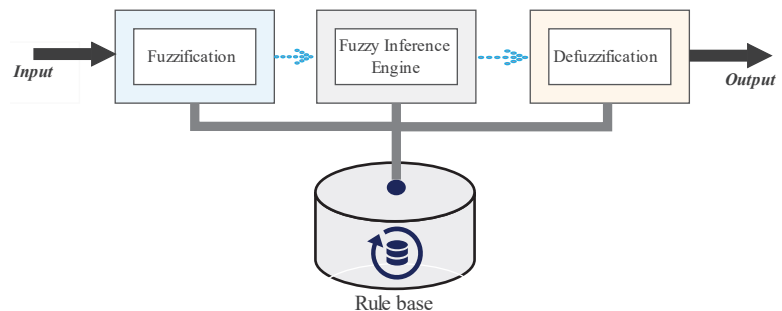 Input
Fuzzification
Fuzzy Inference
Engine
Defuzzification
Output
Rule base